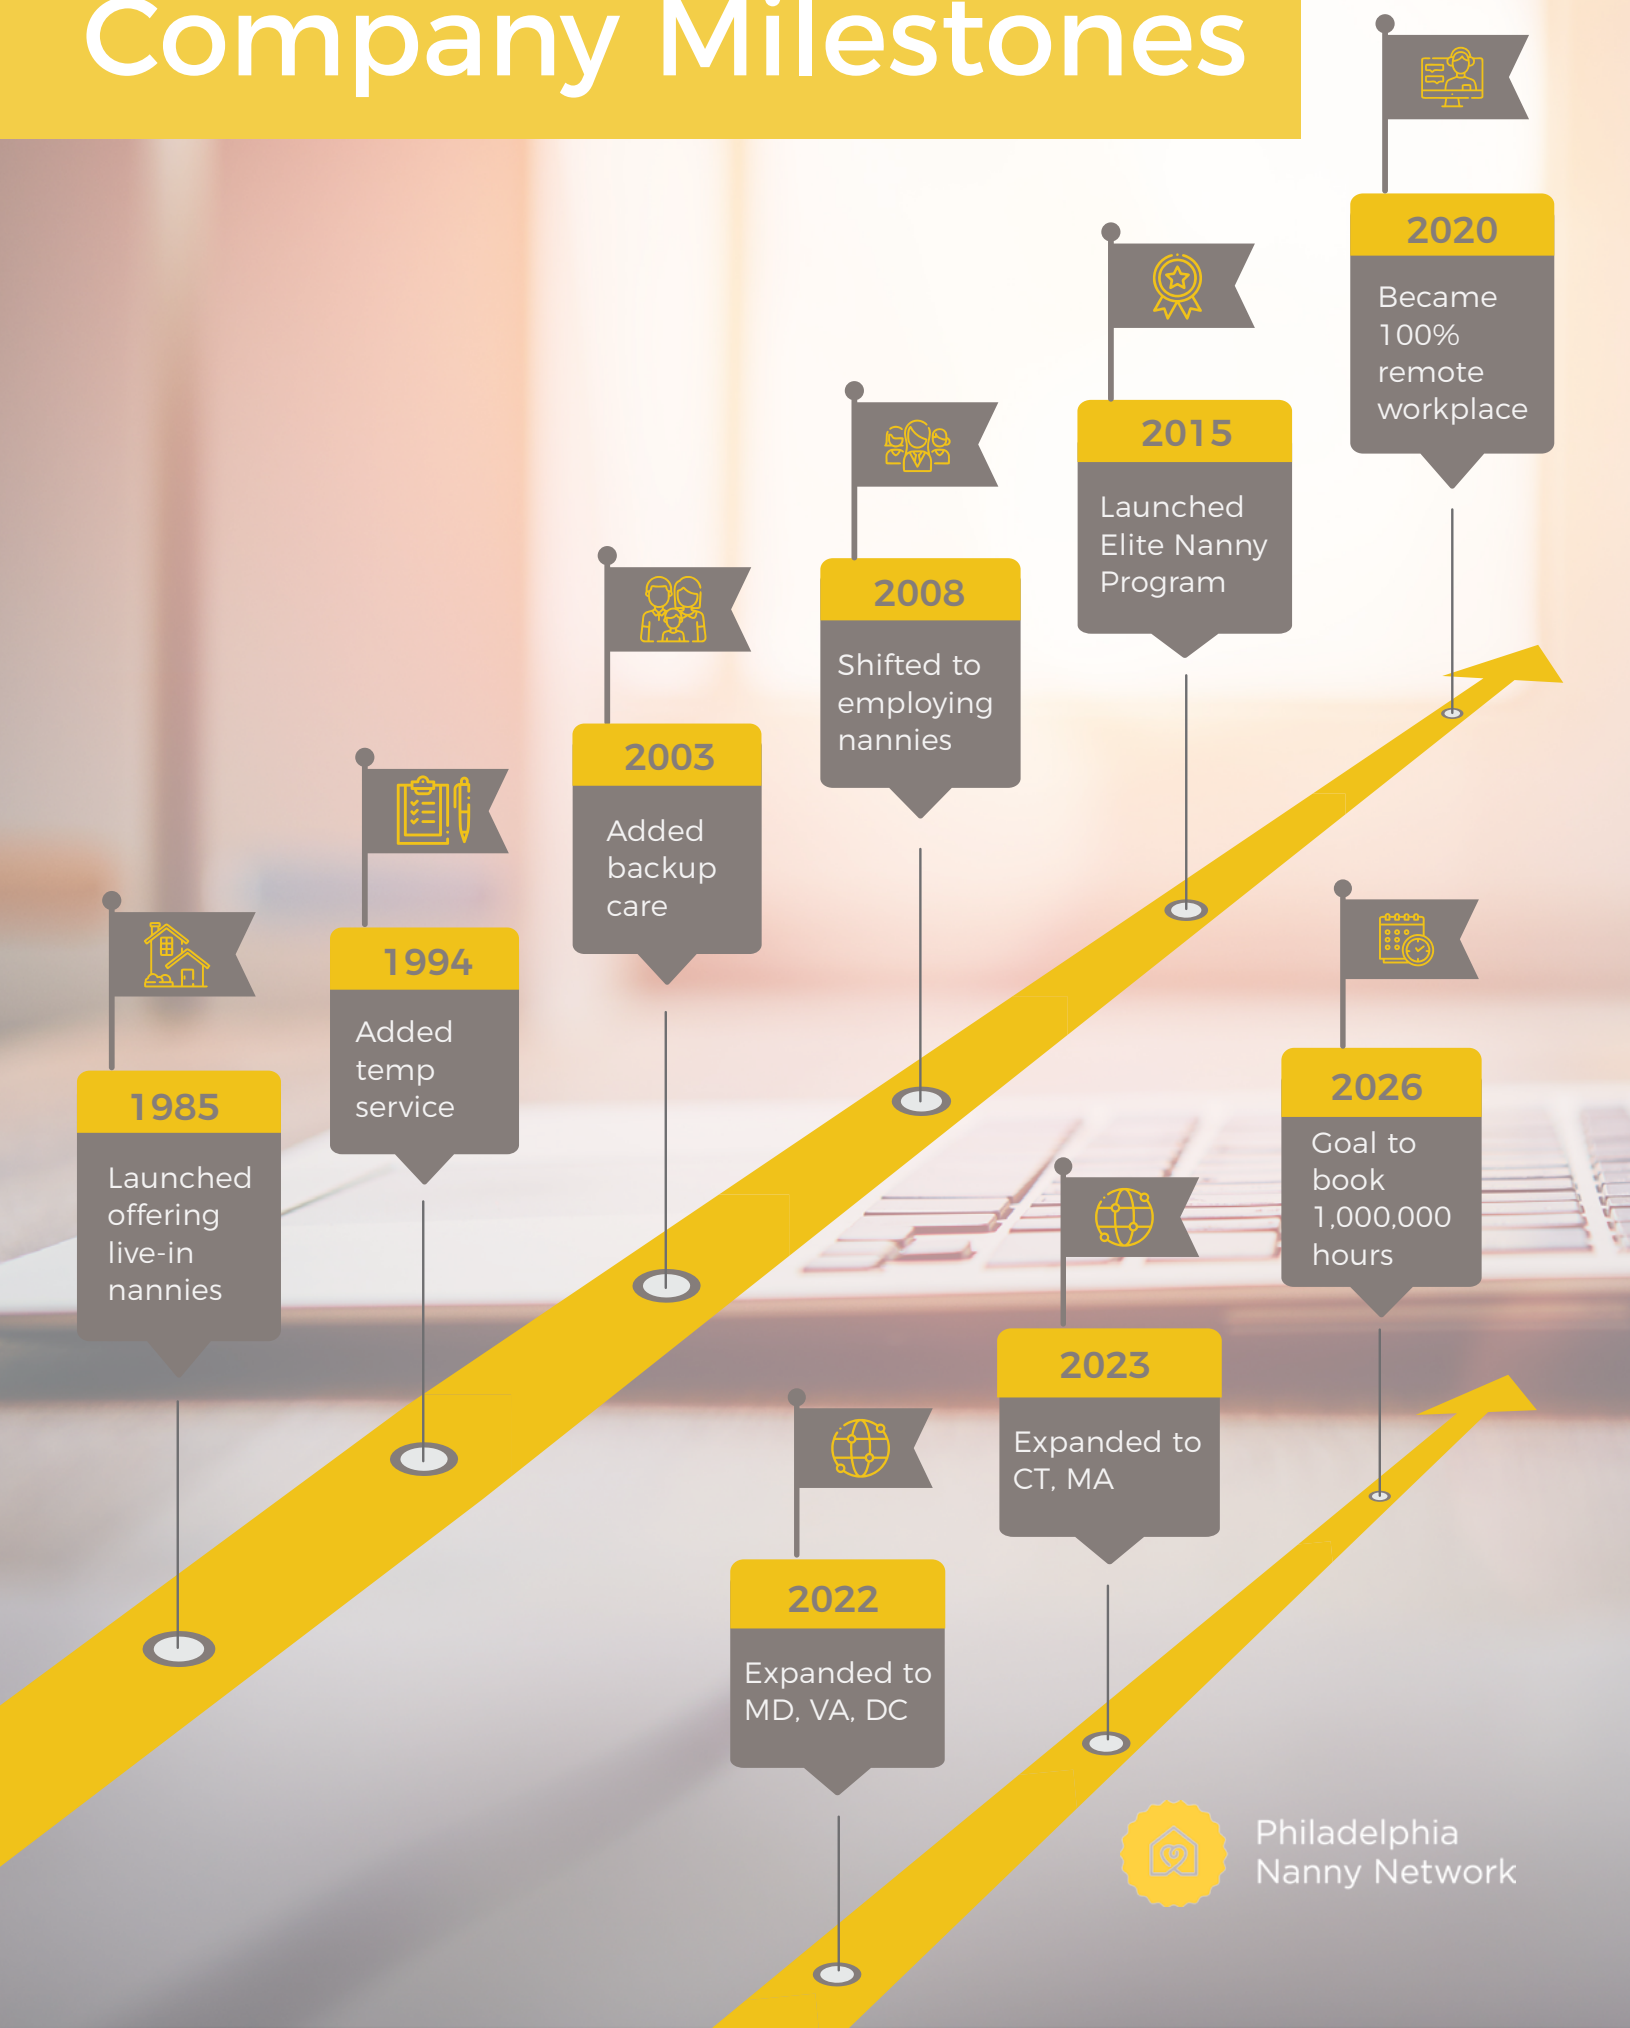 Company Milestones
1985
Launched
offering
live-in
nannies
1994
Added
temp
service
2003
Added
backup
care
2008
Shifted to
employing
nannies
2015
Launched
Elite Nanny
Program
2020
Became
100%
remote
workplace
2022
Expanded to
MD, VA, DC
2023
Expanded to
CT, MA
2026
Goal to
book
1,000,000
hours
Philadelphia
Nanny Network